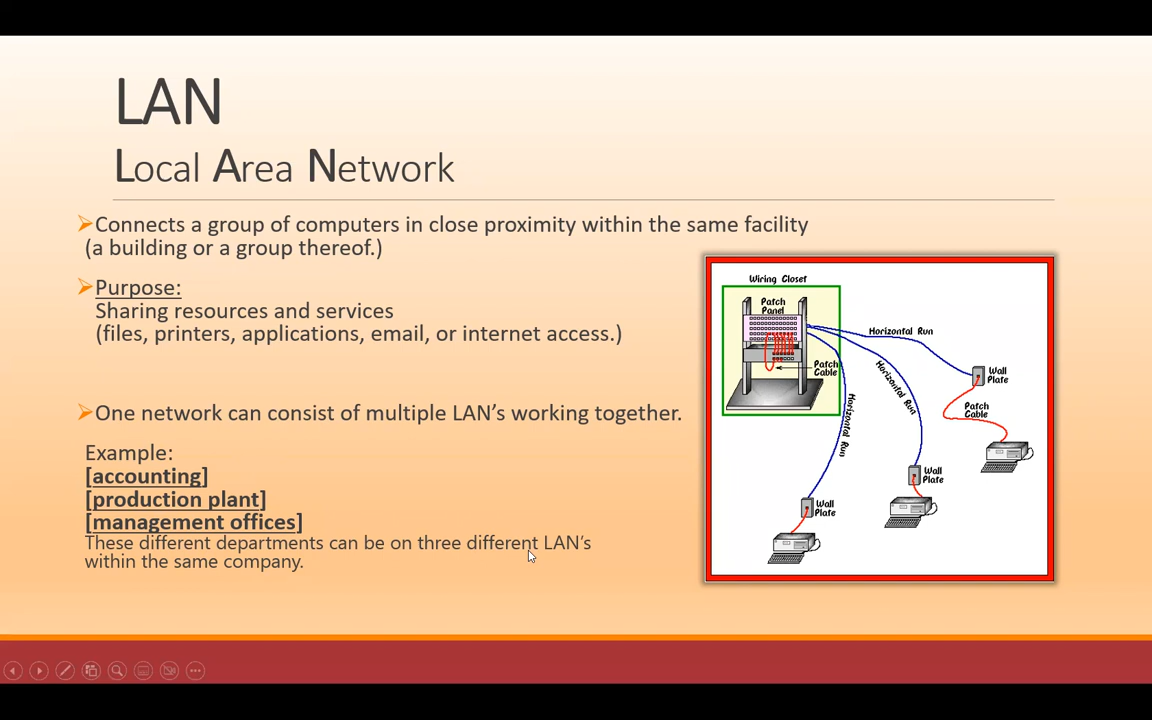 LAN
Local Area Network
Connects a group of computers in close proximity within the same facility
(a building or a group thereof.)
Purpose:
Sharing resources and services
(files, printers, applications, email, or internet access.)
One network can consist of multiple LAN's working together.
Example:
[accounting]
[production plant]
[management offices]
These different departments can be on three different LAN's
within the same company.
Wiring Closet
Patch
Panel
Patch
Cable
Horizontal Run
Horizontal Run
Horizontal Run
Wall
Plate
Patch
Cable
Wall
Plate
Wall
Plate